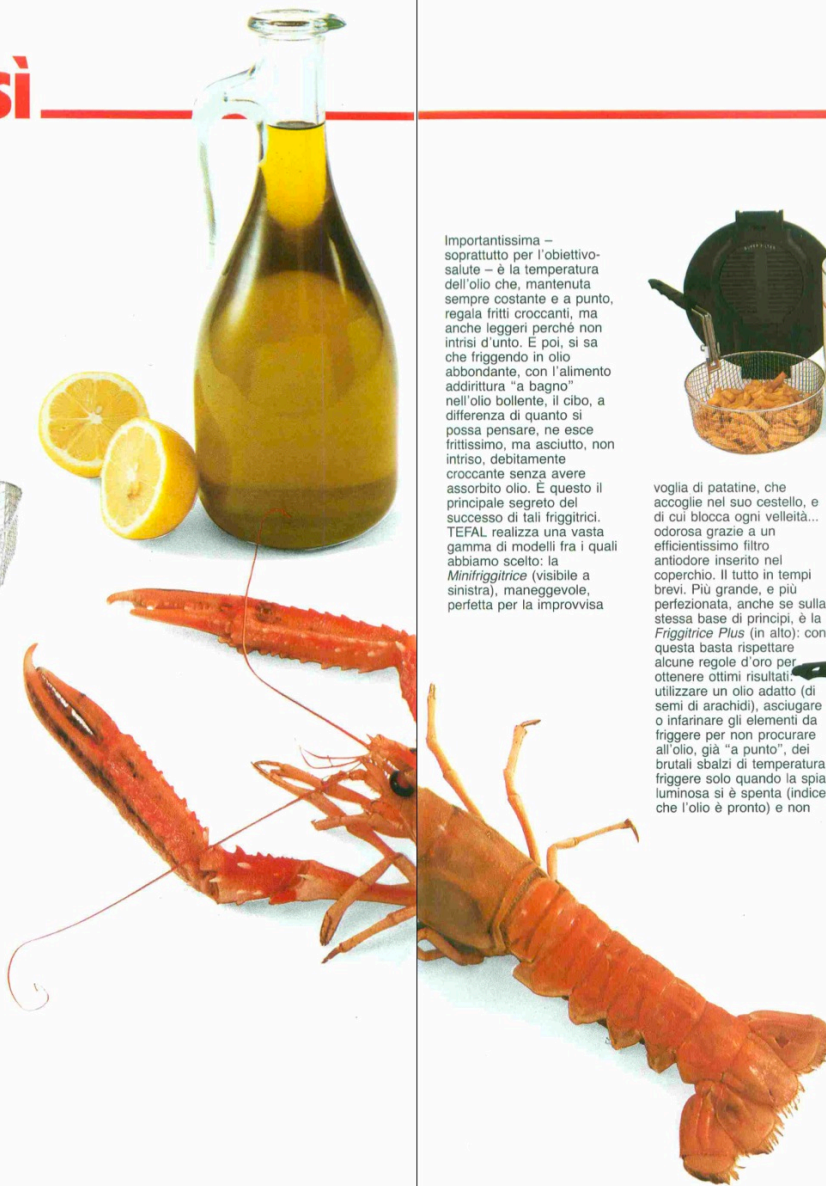 sì
Importantissima –
soprattutto per l'obiettivo-
salute – è la temperatura
dell'olio che, mantenuta
sempre costante e a punto,
regala fritti croccanti, ma
anche leggeri perché non
intrisi d'unto. E poi, si sa
che friggendo in olio
abbondante, con l'alimento
addirittura "a bagno"
nell'olio bollente, il cibo, a
differenza di quanto si
possa pensare, ne esce
frittissimo, ma asciutto, non
intriso, debitamente
croccante senza avere
assorbito olio. È questo il
principale segreto del
successo di tali friggitrici.
TEFAL realizza una vasta
gamma di modelli fra i quali
abbiamo scelto: la
Minifriggitrice (visibile a
sinistra), maneggevole,
perfetta per la improvvisa
voglia di patatine, che
accoglie nel suo cestello, e
di cui blocca ogni velleità...
odorosa grazie a un
efficientissimo filtro
antiodore inserito nel
coperchio. Il tutto in tempi
brevi. Più grande, e più
perfezionata, anche se sulla
stessa base di principi, è la
Friggitrice Plus (in alto): con
questa basta rispettare
alcune regole d'oro per
ottenere ottimi risultati:
utilizzare un olio adatto (di
semi di arachidi), asciugare
o infarinare gli elementi da
friggere per non procurare
all'olio, già "a punto", dei
brutali sbalzi di temperatura
friggere solo quando la spia
luminosa si è spenta (indice
che l'olio è pronto) e non